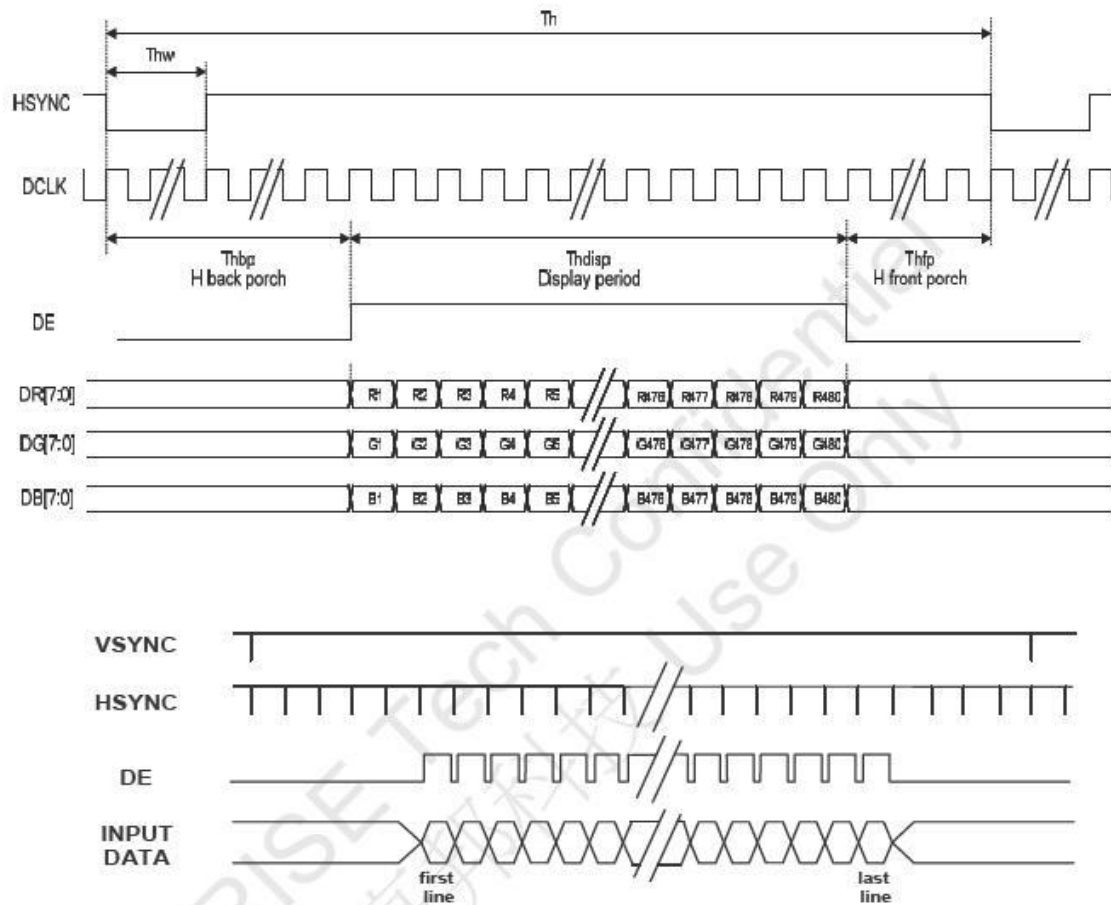 Th
Thw
HSYNC
DCLK
Thbp
H back porch
Thdisp
Display period
Thfp
H front porch
DE
DR[7:0] R1 R2 R3 R4 R5 R476 R477 R478 R479 R480
DG[7:0] G1 G2 G3 G4 G5 G476 G477 G478 G479 G480
DB[7:0] B1 B2 B3 B4 B5 B476 B477 B478 B479 B480
VSYNC
HSYNC
DE
INPUT
DATA
first
line
last
line
RISE Tech Confidential
Use Only
科技